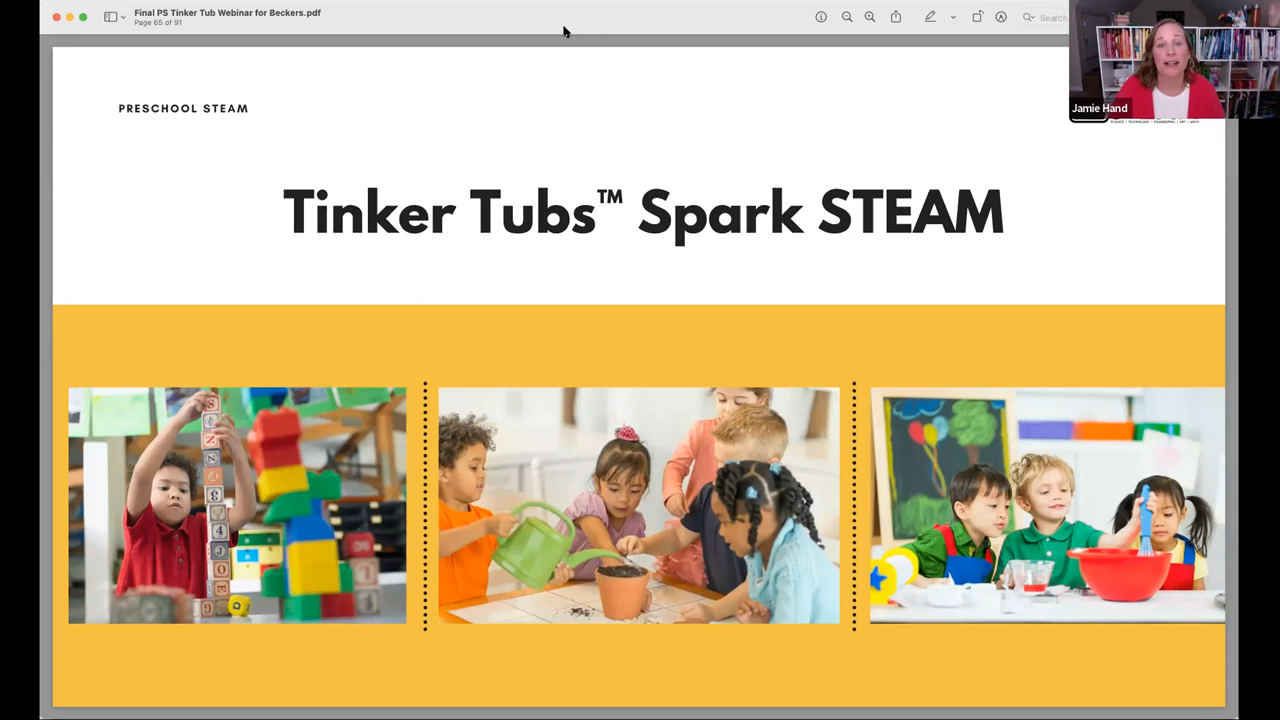 Final PS Tinker Tub Webinar for Beckers.pdf
Page 65 of 91
Search
Jamie Hand
PRESCHOOL STEAM
Tinker Tubs™ Spark STEAM